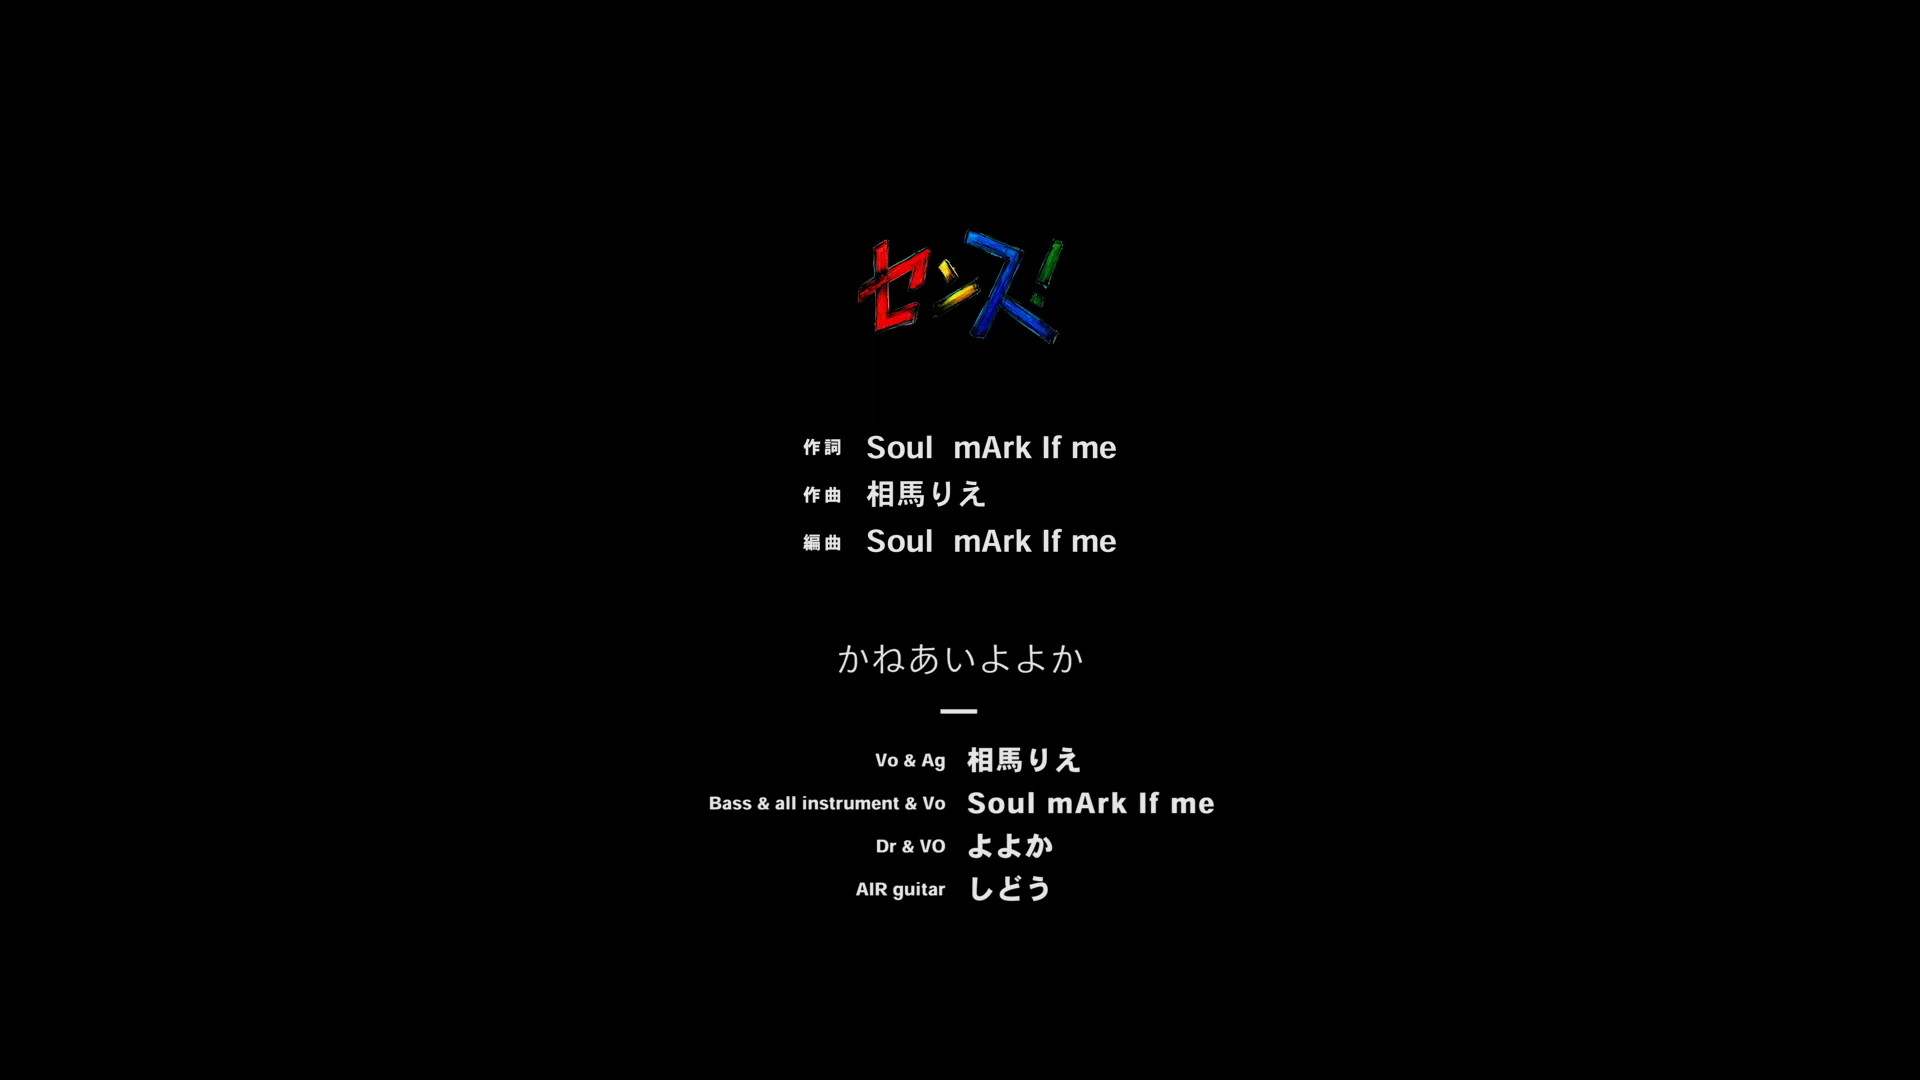 センス!
作詞 Soul mArk If me
作曲 相馬りえ
編曲 Soul mArk If me
かねあいよよか
Vo & Ag 相馬りえ
Bass & all instrument & Vo Soul mArk If me
Dr & VO よよか
AIR guitar しどう